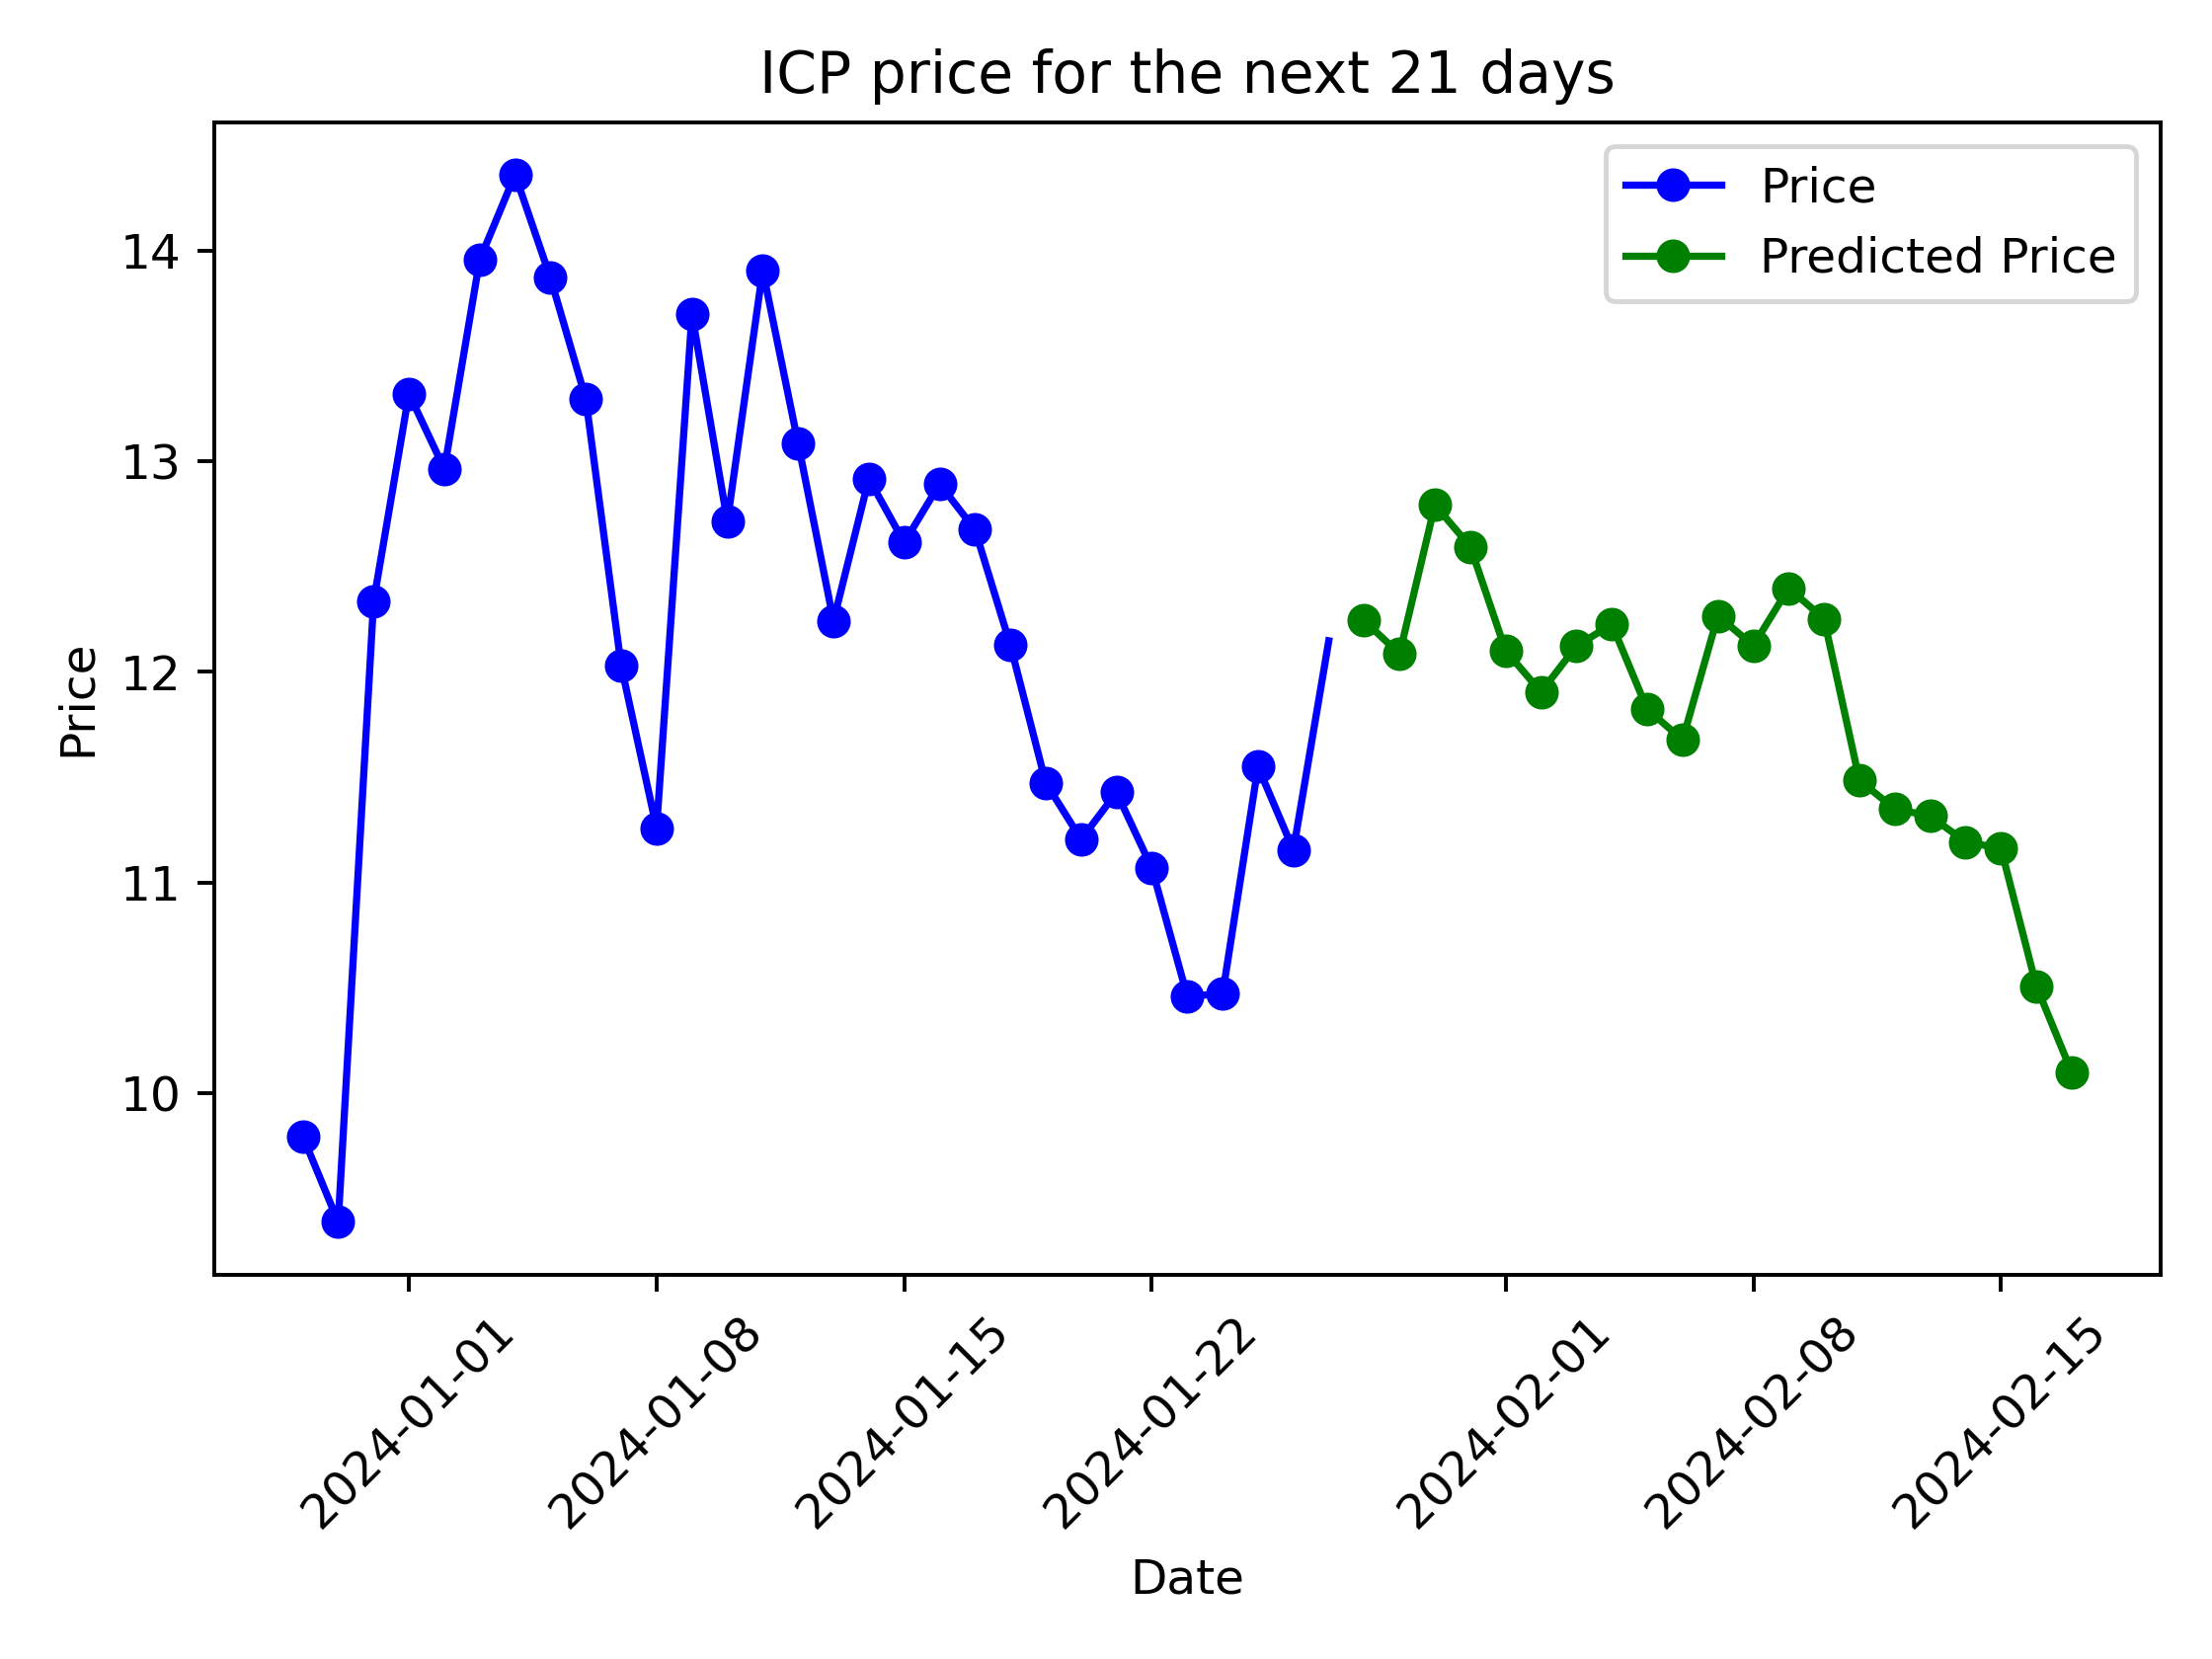 ICP price for the next 21 days
Price
Predicted Price
14
13
12
11
10
Price
2024-01-01
2024-01-08
2024-01-15
2024-01-22
2024-02-01
2024-02-08
2024-02-15
Date